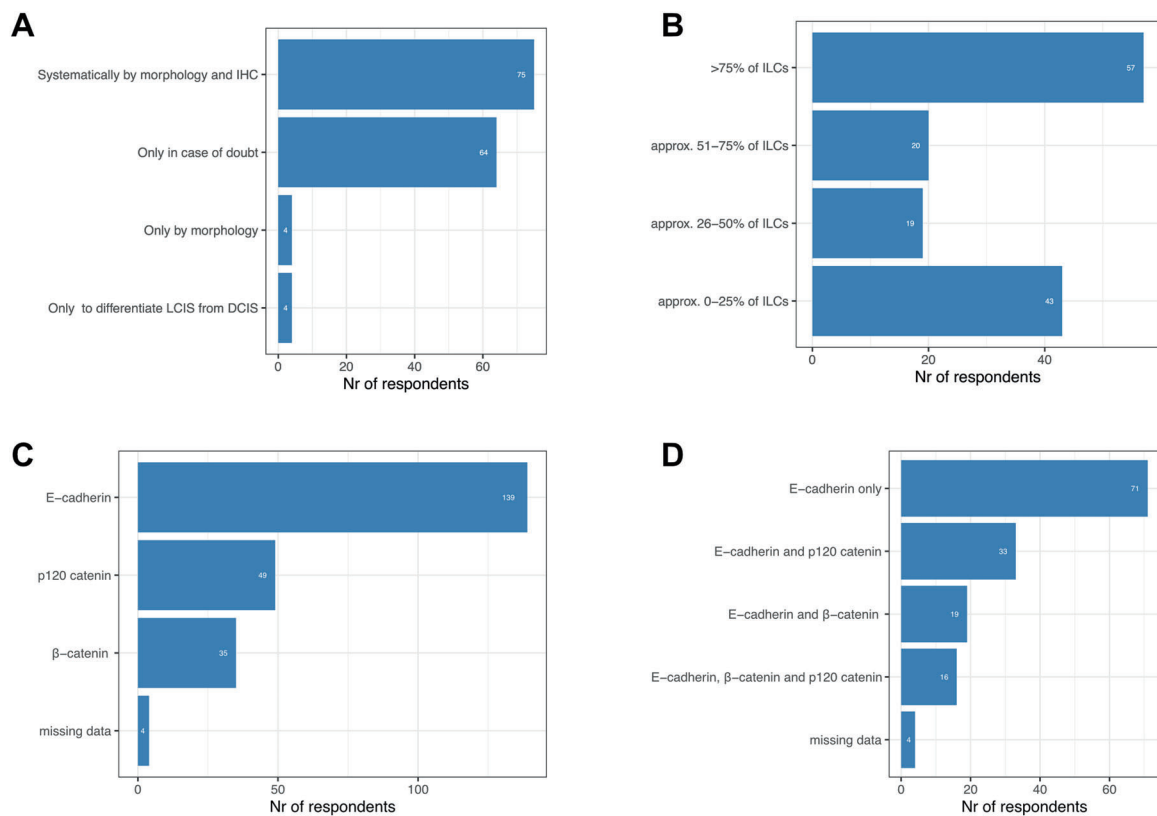 A
Systematically by morphology and IHC
75
Only in case of doubt
64
Only by morphology
4
Only  to differentiate LCIS from DCIS
4
0 20 40 60
Nr of respondents
B
>75% of ILCs
57
approx. 51−75% of ILCs
20
approx. 26−50% of ILCs
19
approx. 0−25% of ILCs
43
0 20 40
Nr of respondents
C
E−cadherin
139
p120 catenin
49
β−catenin
35
missing data
4
0 50 100
Nr of respondents
D
E−cadherin only
71
E−cadherin and p120 catenin
33
E−cadherin and β−catenin
19
E−cadherin, β−catenin and p120 catenin
16
missing data
4
0 20 40 60
Nr of respondents